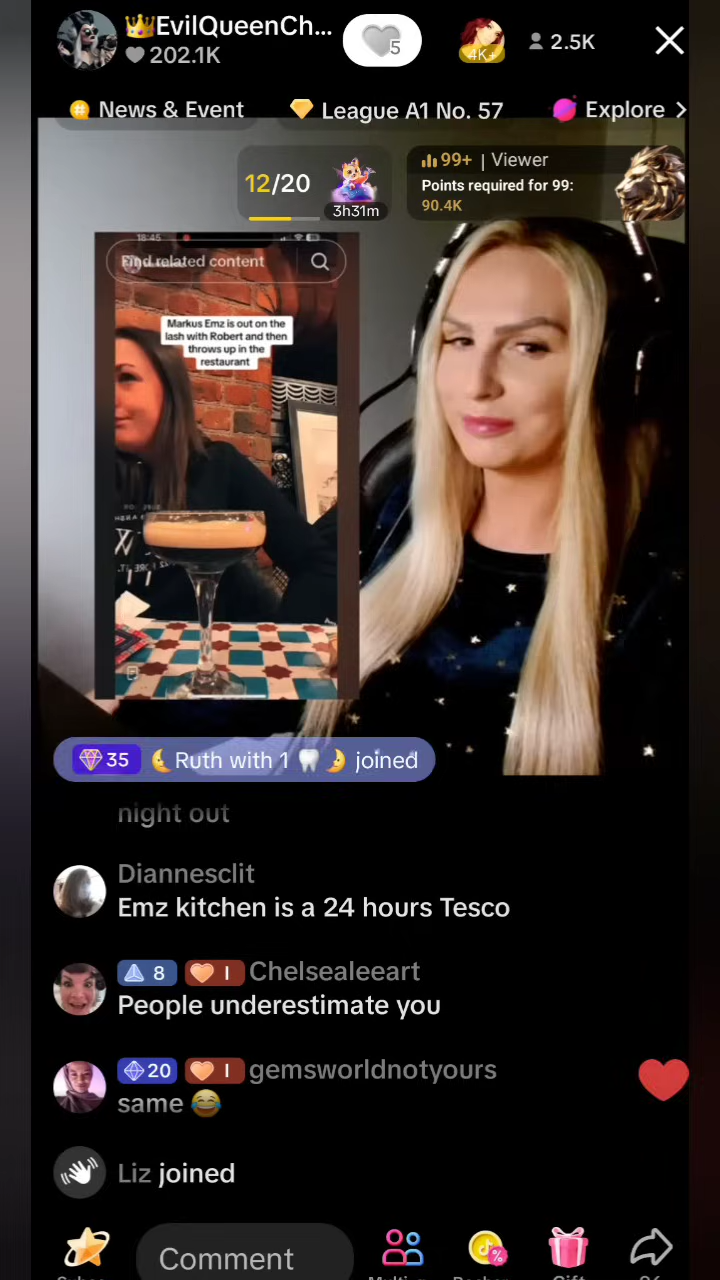 👑EvilQueenCh...
202.1K
5
4K+
2.5K
News & Event
League A1 No. 57
Explore
12/20
3h31m
99+ | Viewer
Points required for 99:
90.4K
18:45
Find related content
Markus Emz is out on the
lash with Robert and then
throws up in the
restaurant
35 🌜Ruth with 1 🦷🌛 joined
night out
Diannesclit
Emz kitchen is a 24 hours Tesco
8 I Chelsealeeart
People underestimate you
20 I gemsworldnotyours
same 😂
Liz joined
Comment